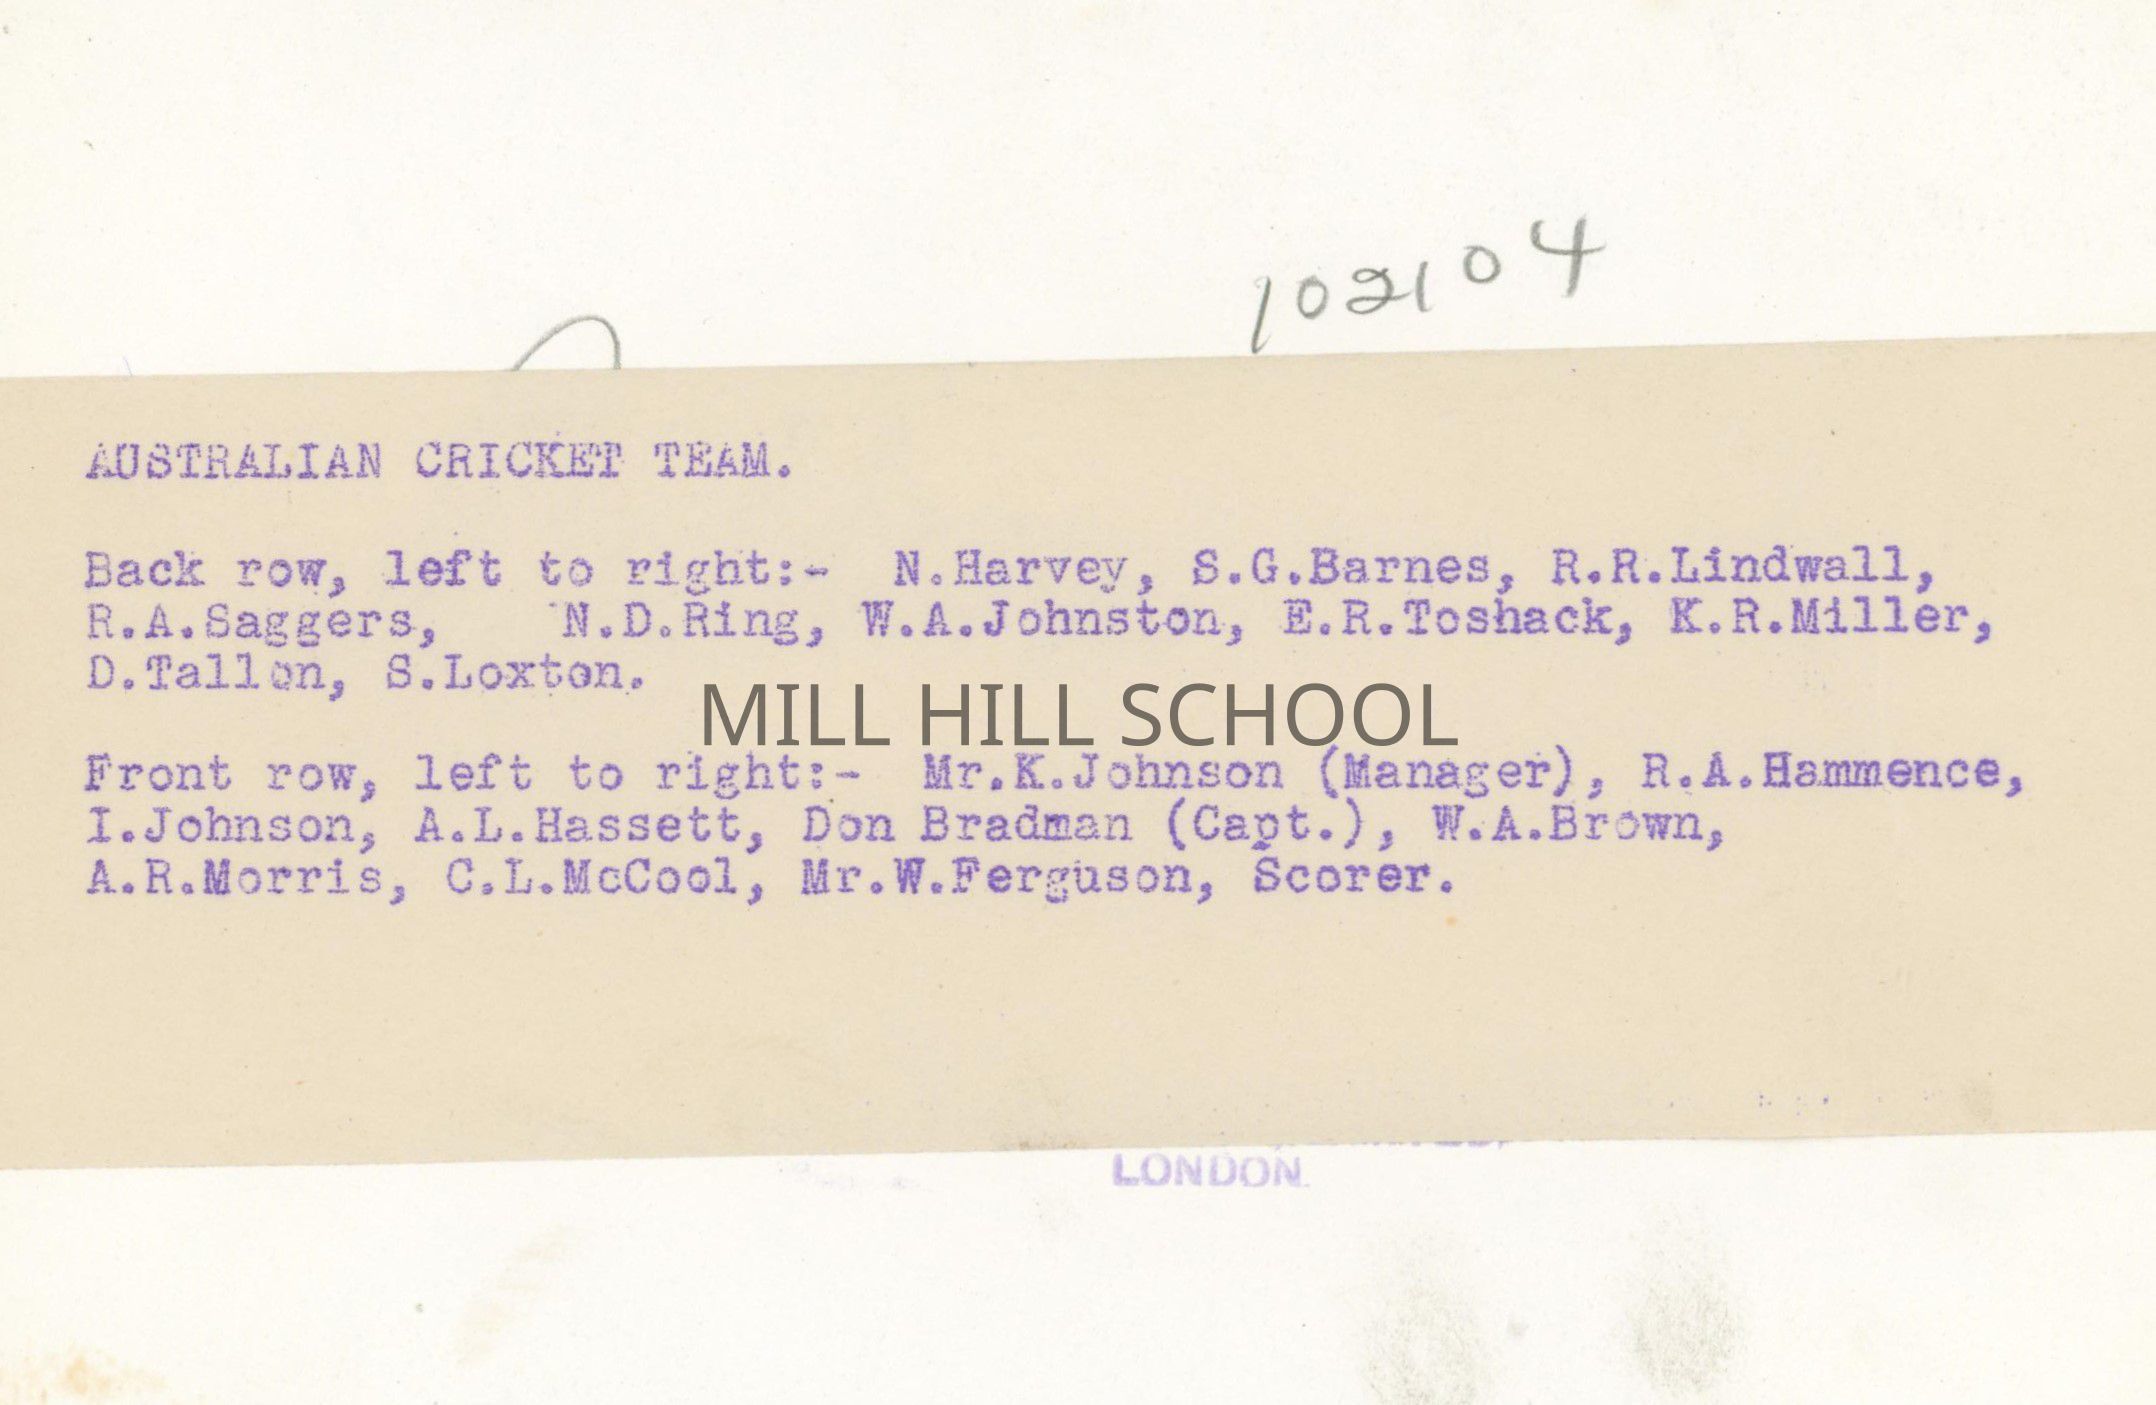 102104
AUSTRALIAN CRICKET TEAM.
Back row, left to right:- N.Harvey, S.G.Barnes, R.R.Lindwall,
R.A.Saggers, N.D.Ring, W.A.Johnston, E.R.Toshack, K.R.Miller,
D.Tallon, S.Loxton.
MILL HILL SCHOOL
Front row, left to right:- Mr.K.Johnson (Manager), R.A.Hammence,
I.Johnson, A.L.Hassett, Don Bradman (Capt.), W.A.Brown,
A.R.Morris, C.L.McCool, Mr.W.Ferguson, Scorer.
LONDON